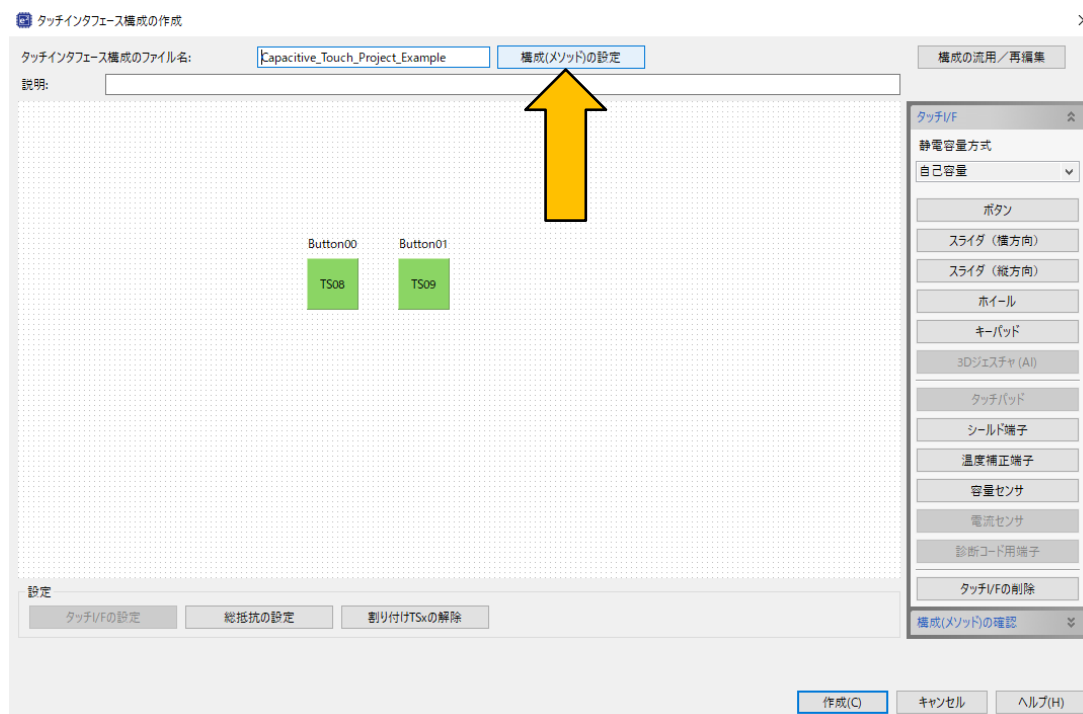 タッチインタフェース構成の作成
タッチインタフェース構成のファイル名: Capacitive_Touch_Project_Example 構成(メソッド)の設定 構成の流用／再編集
説明:
タッチI/F
静電容量方式
自己容量
ボタン
スライダ（横方向）
スライダ（縦方向）
ホイール
キーパッド
3Dジェスチャ(AI)
タッチパッド
シールド端子
温度補正端子
容量センサ
電流センサ
診断コード用端子
タッチI/Fの削除
構成(メソッド)の確認
Button00 Button01
TS08 TS09
設定
タッチI/Fの設定 総抵抗の設定 割り付けTSxの解除
作成(C) キャンセル ヘルプ(H)